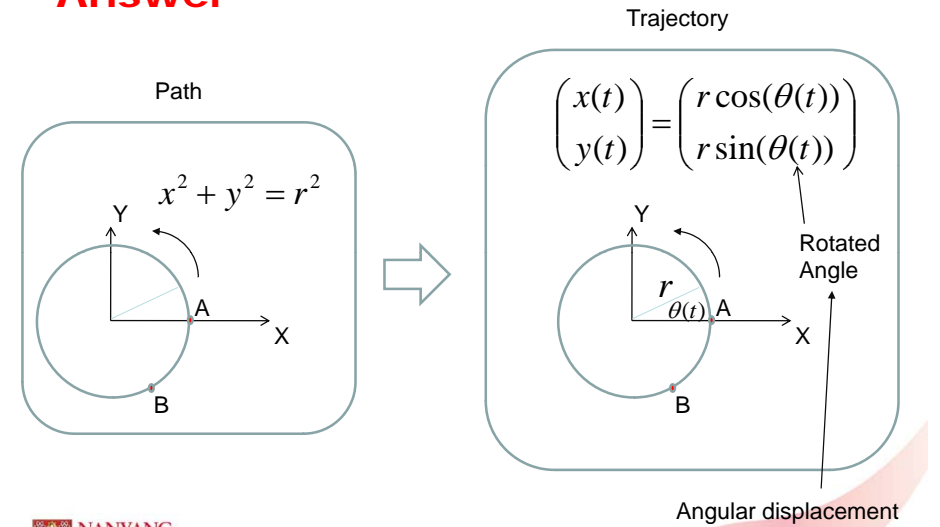 Answer
Path
x² + y² = r²
Y
A
X
B
Trajectory
(x(t) y(t)) = (r cos(θ(t)) r sin(θ(t)))
Y
Rotated
Angle
r
θ(t)
A
X
B
Angular displacement
NANYANG